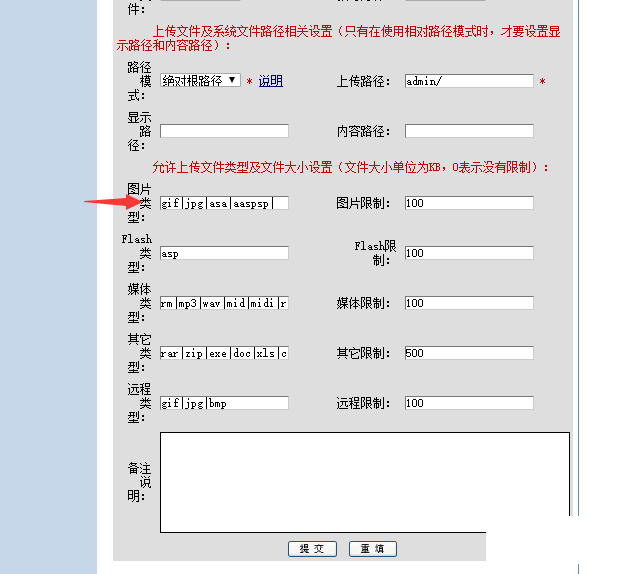 件：
上传文件及系统文件路径相关设置（只有在使用相对路径模式时，才要设置显
示路径和内容路径）：
路径模式： 绝对根路径 * 说明 上传路径： admin/ *
显示路径： 内容路径：
允许上传文件类型及文件大小设置（文件大小单位为KB，0表示没有限制）：
图片类型： gif|jpg|asa|aaspsp| 图片限制： 100
Flash类型： asp Flash限制： 100
媒体类型： rm|mp3|wav|mid|midi|r 媒体限制： 100
其它类型： rar|zip|exe|doc|xls|c 其它限制： 500
远程类型： gif|jpg|bmp 远程限制： 100
备注说明：
提 交 重 填